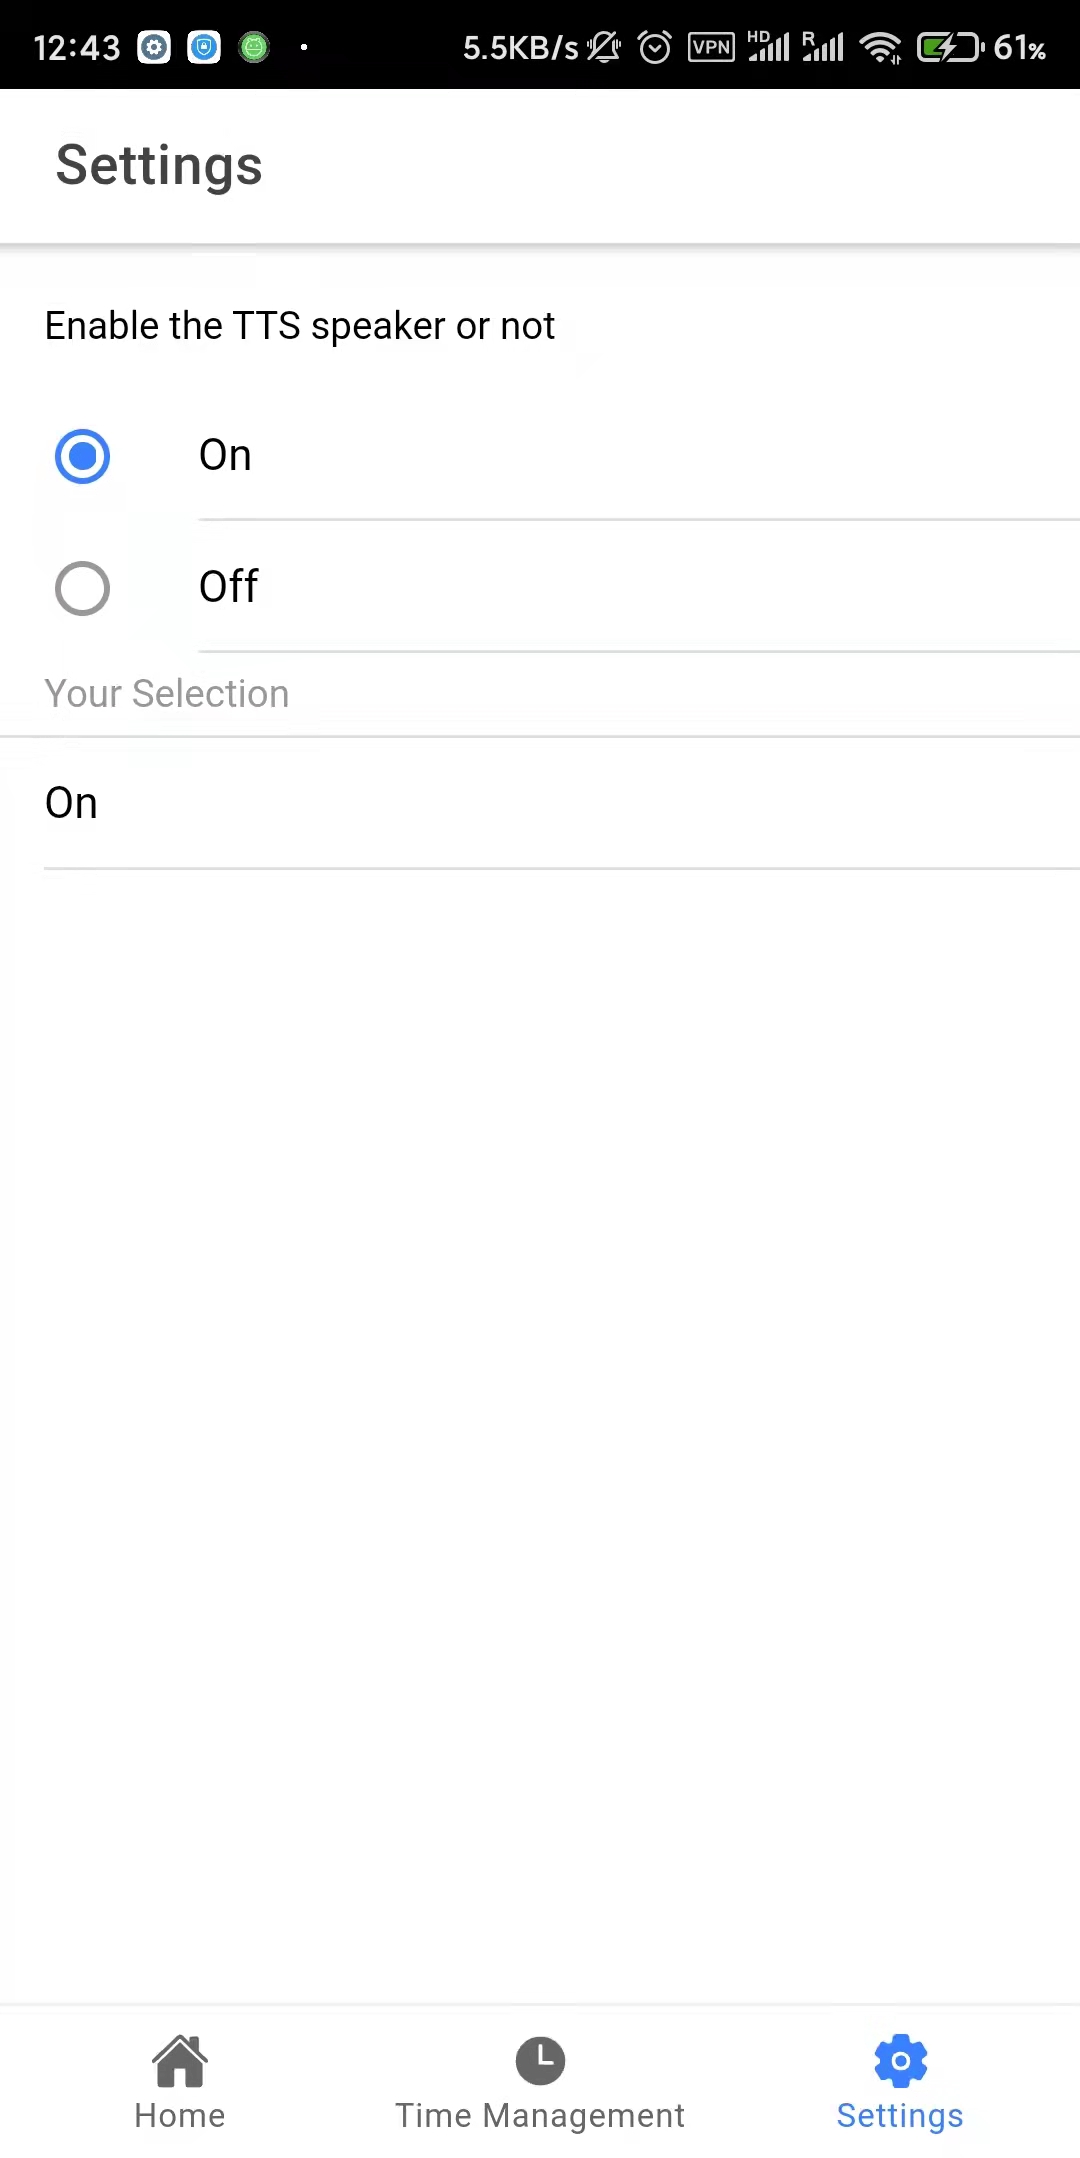 12:43 5.5KB/s VPN HD R 61%
Settings
Enable the TTS speaker or not
On
Off
Your Selection
On
Home Time Management Settings